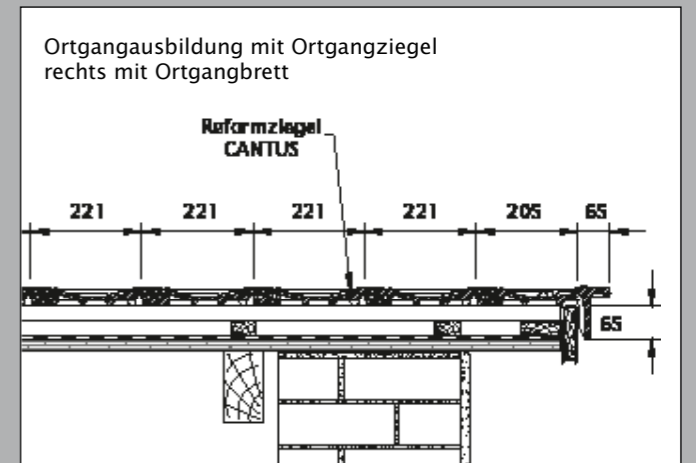 Ortgangausbildung mit Ortgangziegel
rechts mit Ortgangbrett
Reformziegel
CANTUS
221 221 221 221 205 65
65